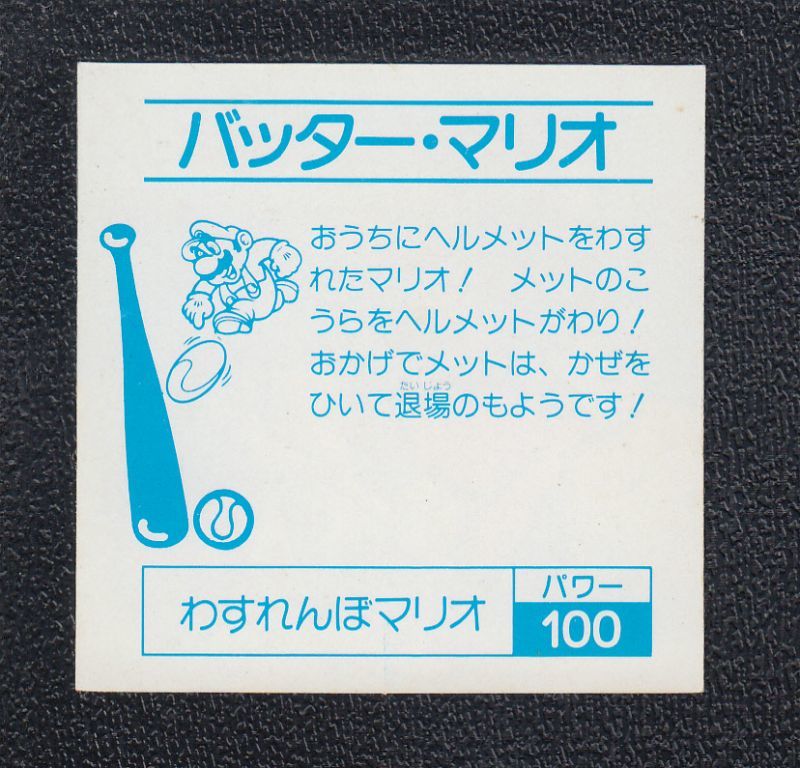 バッター・マリオ
おうちにヘルメットをわす
れたマリオ！　メットのこ
うらをヘルメットがわり！
おかげでメットは、かぜを
たいじょう
ひいて退場のもようです！
わすれんぼマリオ
パワー
100